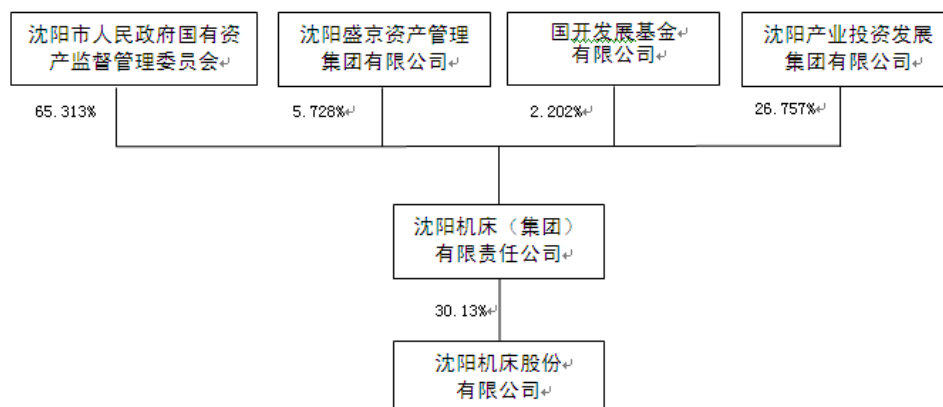 沈阳市人民政府国有资
产监督管理委员会↵
沈阳盛京资产管理
集团有限公司↵
国开发展基金↵
有限公司↵
沈阳产业投资发展
集团有限公司↵
65.313%
5.728%↵
2.202%↵
26.757%↵
沈阳机床（集团）
有限责任公司↵
30.13%↵
沈阳机床股份↵
有限公司↵